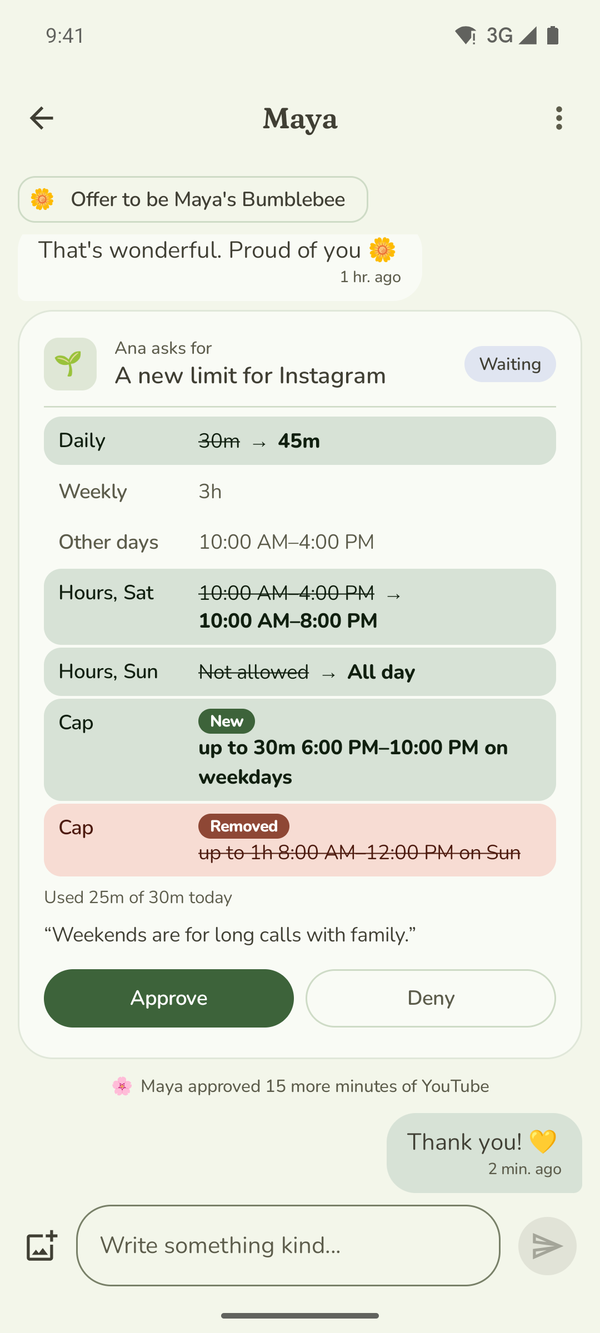 9:41
3G
Maya
🌼 Offer to be Maya's Bumblebee
That's wonderful. Proud of you 🌼
1 hr. ago
Ana asks for
A new limit for Instagram
Waiting
Daily 30m → 45m
Weekly 3h
Other days 10:00 AM–4:00 PM
Hours, Sat 10:00 AM–4:00 PM →
10:00 AM–8:00 PM
Hours, Sun Not allowed → All day
Cap New
up to 30m 6:00 PM–10:00 PM on
weekdays
Cap Removed
up to 1h 8:00 AM–12:00 PM on Sun
Used 25m of 30m today
“Weekends are for long calls with family.”
Approve Deny
🌸 Maya approved 15 more minutes of YouTube
Thank you! 💛
2 min. ago
Write something kind...